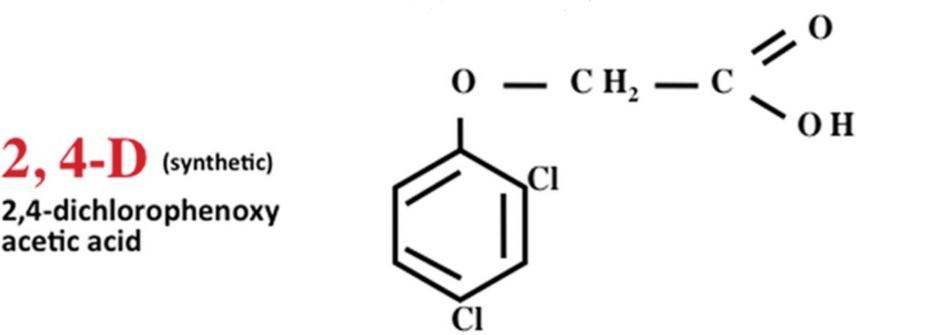 O — CH₂ — C
O
OH
2, 4-D (synthetic)
2,4-dichlorophenoxy
acetic acid
Cl
Cl